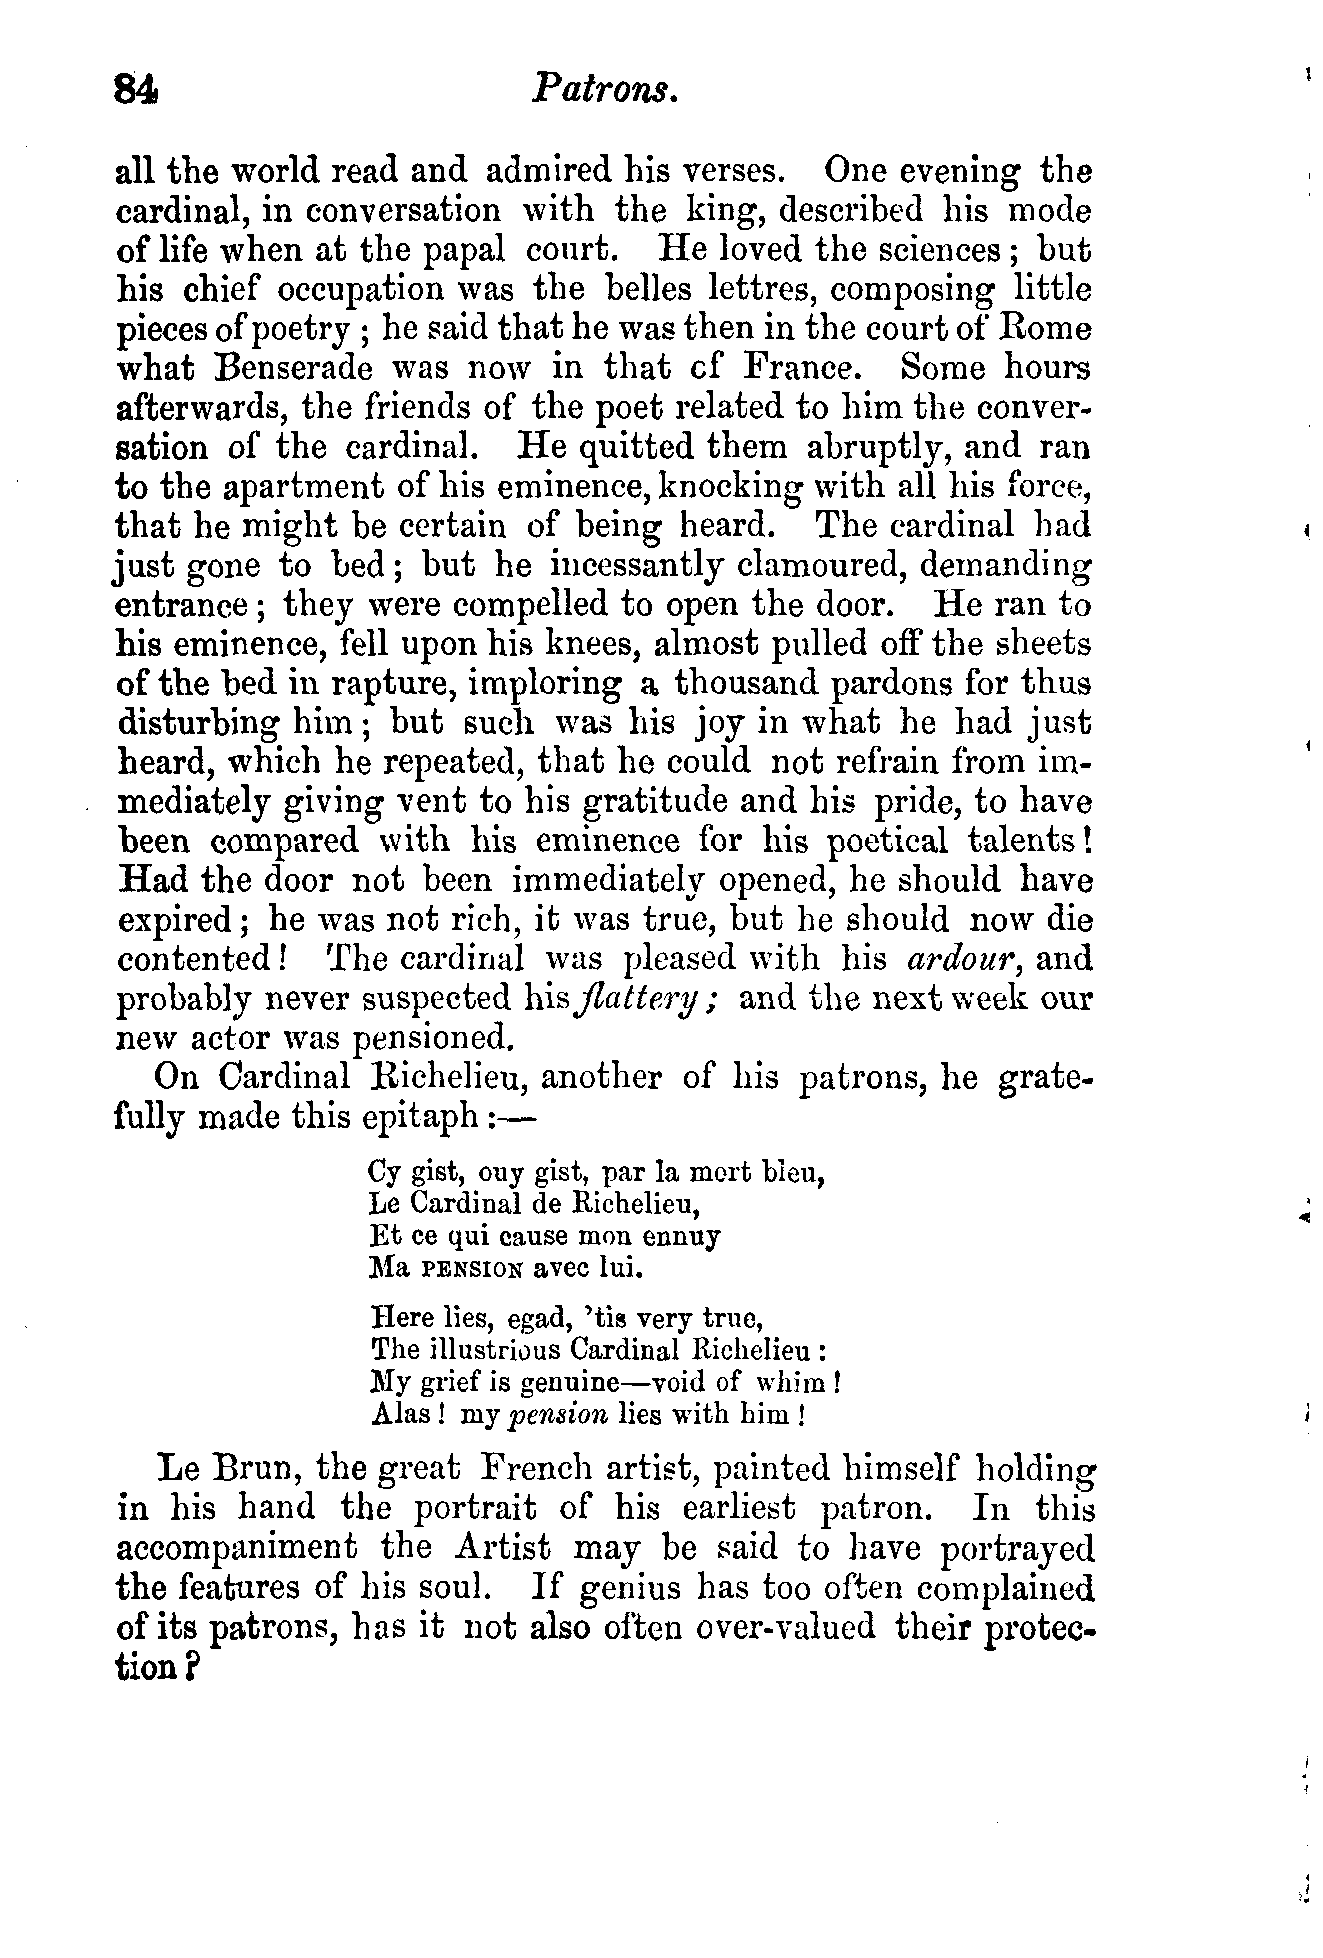 84 Patrons.
all the world read and admired his verses. One evening the
cardinal, in conversation with the king, described his mode
of life when at the papal court. He loved the sciences; but
his chief occupation was the belles lettres, composing little
pieces of poetry; he said that he was then in the court of Rome
what Benserade was now in that cf France. Some hours
afterwards, the friends of the poet related to him the conver-
sation of the cardinal. He quitted them abruptly, and ran
to the apartment of his eminence, knocking with all his force,
that he might be certain of being heard. The cardinal had
just gone to bed; but he incessantly clamoured, demanding
entrance; they were compelled to open the door. He ran to
his eminence, fell upon his knees, almost pulled off the sheets
of the bed in rapture, imploring a thousand pardons for thus
disturbing him; but such was his joy in what he had just
heard, which he repeated, that he could not refrain from im-
mediately giving vent to his gratitude and his pride, to have
been compared with his eminence for his poetical talents!
Had the door not been immediately opened, he should have
expired; he was not rich, it was true, but he should now die
contented! The cardinal was pleased with his ardour, and
probably never suspected his flattery; and the next week our
new actor was pensioned.
On Cardinal Richelieu, another of his patrons, he grate-
fully made this epitaph:—
Cy gist, ouy gist, par la mort bleu,
Le Cardinal de Richelieu,
Et ce qui cause mon ennuy
Ma PENSION avec lui.
Here lies, egad, 'tis very true,
The illustrious Cardinal Richelieu:
My grief is genuine—void of whim!
Alas! my pension lies with him!
Le Brun, the great French artist, painted himself holding
in his hand the portrait of his earliest patron. In this
accompaniment the Artist may be said to have portrayed
the features of his soul. If genius has too often complained
of its patrons, has it not also often over-valued their protec-
tion?